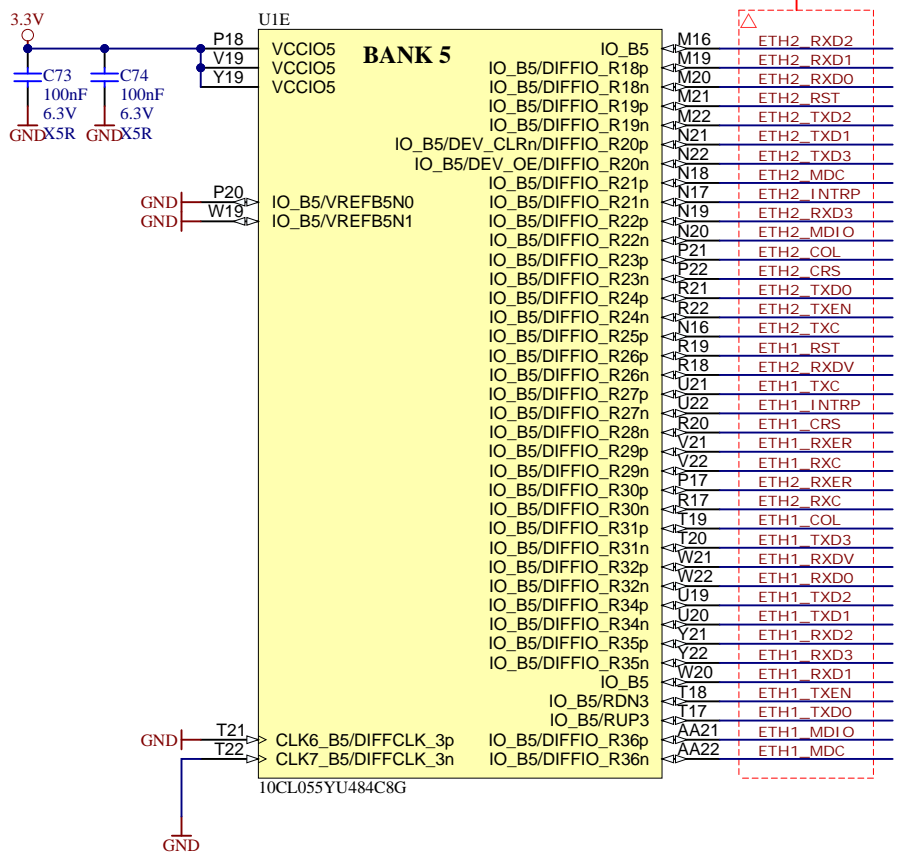 3.3V
C73
100nF
6.3V
X5R
GND
C74
100nF
6.3V
X5R
GND
U1E
BANK 5
P18 VCCIO5
V19 VCCIO5
Y19 VCCIO5
GND P20 IO_B5/VREFB5N0
GND W19 IO_B5/VREFB5N1
GND T21 CLK6_B5/DIFFCLK_3p
T22 CLK7_B5/DIFFCLK_3n
GND
IO_B5 M16 ETH2_RXD2
IO_B5/DIFFIO_R18p M19 ETH2_RXD1
IO_B5/DIFFIO_R18n M20 ETH2_RXD0
IO_B5/DIFFIO_R19p M21 ETH2_RST
IO_B5/DIFFIO_R19n M22 ETH2_TXD2
IO_B5/DEV_CLRn/DIFFIO_R20p N21 ETH2_TXD1
IO_B5/DEV_OE/DIFFIO_R20n N22 ETH2_TXD3
IO_B5/DIFFIO_R21p N18 ETH2_MDC
IO_B5/DIFFIO_R21n N17 ETH2_INTRP
IO_B5/DIFFIO_R22p N19 ETH2_RXD3
IO_B5/DIFFIO_R22n N20 ETH2_MDIO
IO_B5/DIFFIO_R23p P21 ETH2_COL
IO_B5/DIFFIO_R23n P22 ETH2_CRS
IO_B5/DIFFIO_R24p R21 ETH2_TXD0
IO_B5/DIFFIO_R24n R22 ETH2_TXEN
IO_B5/DIFFIO_R25p N16 ETH2_TXC
IO_B5/DIFFIO_R26p R19 ETH1_RST
IO_B5/DIFFIO_R26n R18 ETH2_RXDV
IO_B5/DIFFIO_R27p U21 ETH1_TXC
IO_B5/DIFFIO_R27n U22 ETH1_INTRP
IO_B5/DIFFIO_R28n R20 ETH1_CRS
IO_B5/DIFFIO_R29p V21 ETH1_RXER
IO_B5/DIFFIO_R29n V22 ETH1_RXC
IO_B5/DIFFIO_R30p P17 ETH2_RXER
IO_B5/DIFFIO_R30n R17 ETH2_RXC
IO_B5/DIFFIO_R31p T19 ETH1_COL
IO_B5/DIFFIO_R31n T20 ETH1_TXD3
IO_B5/DIFFIO_R32p W21 ETH1_RXDV
IO_B5/DIFFIO_R32n W22 ETH1_RXD0
IO_B5/DIFFIO_R34p U19 ETH1_TXD2
IO_B5/DIFFIO_R34n U20 ETH1_TXD1
IO_B5/DIFFIO_R35p Y21 ETH1_RXD2
IO_B5/DIFFIO_R35n Y22 ETH1_RXD3
IO_B5 W20 ETH1_RXD1
IO_B5/RDN3 T18 ETH1_TXEN
IO_B5/RUP3 T17 ETH1_TXD0
IO_B5/DIFFIO_R36p AA21 ETH1_MDIO
IO_B5/DIFFIO_R36n AA22 ETH1_MDC
10CL055YU484C8G